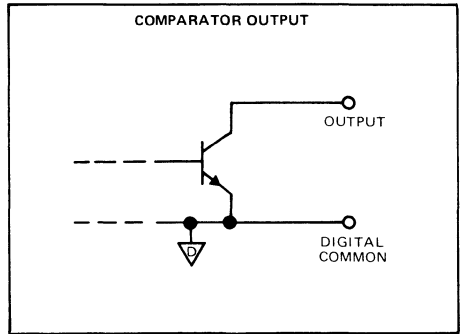 COMPARATOR OUTPUT
OUTPUT
D
DIGITAL
COMMON